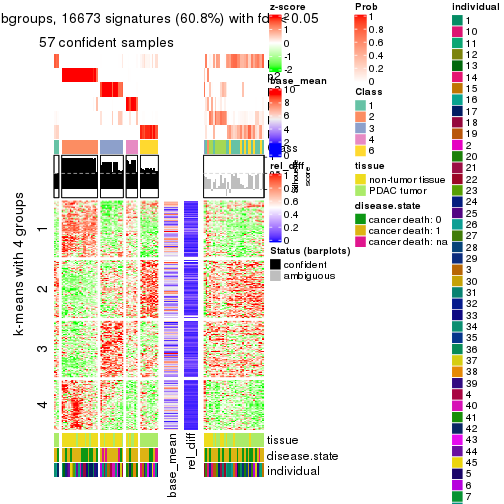 bgroups, 16673 signatures (60.8%) with fdr < 0.05
57 confident samples
k-means with 4 groups
1
2
3
4
base_mean
rel_diff
tissue
disease.state
individual
z-score
2
1
0
-1
-2
base_mean
10
8
6
4
2
0
rel_diff
1
0.8
0.6
0.4
0.2
0
Status (barplots)
confident
ambiguous
Silhouette
score
p2
Class
Prob
1
0.8
0.6
0.4
0.2
0
Class
1
2
3
4
6
tissue
non-tumor tissue
PDAC tumor
disease.state
cancer death: 0
cancer death: 1
cancer death: na
individual
1
10
11
12
13
14
15
16
17
18
19
2
20
21
22
23
24
25
26
27
28
29
3
30
31
32
33
34
35
36
37
38
39
4
40
41
42
43
44
45
5
6
7